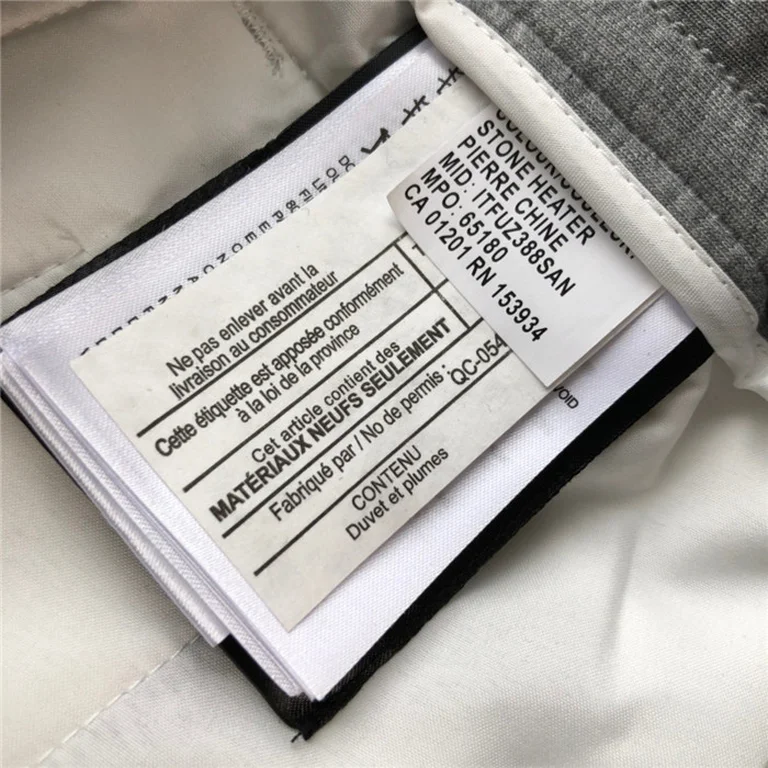 STONE HEATER
PIERRE CHINE
MID: ITFUZ388SAN
MPO: 65180
CA 01201 RN 153934
Ne pas enlever avant la
livraison au consommateur
Cette étiquette est apposée conformément
à la loi de la province
Cet article contient des
MATÉRIAUX NEUFS SEULEMENT
Fabriqué par / No de permis : QC-054
CONTENU
Duvet et plumes